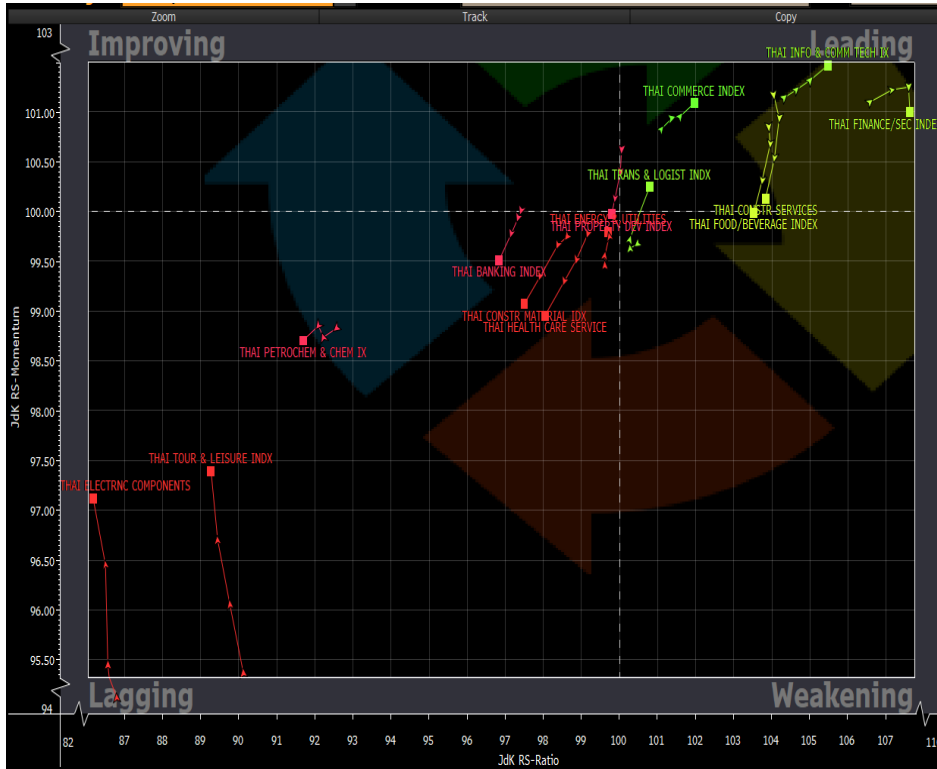 Zoom
Track
Copy
Improving
Leading
103
101.00
100.50
100.00
99.50
99.00
98.50
98.00
97.50
97.00
96.50
96.00
95.50
94
JdK RS-Momentum
THAI INFO & COMM TECH IX
THAI COMMERCE INDEX
THAI FINANCE/SEC INDE
THAI TRANS & LOGIST INDX
THAI CONSTR SERVICES
THAI FOOD/BEVERAGE INDEX
THAI ENERGY & UTILITIES
THAI PROPERTY DEV INDEX
THAI BANKING INDEX
THAI CONSTR MATERIAL IDX
THAI HEALTH CARE SERVICE
THAI PETROCHEM & CHEM IX
THAI TOUR & LEISURE INDX
THAI ELECTRNC COMPONENTS
Lagging
Weakening
82
87
88
89
90
91
92
93
94
95
96
97
98
99
100
101
102
103
104
105
106
107
JdK RS-Ratio